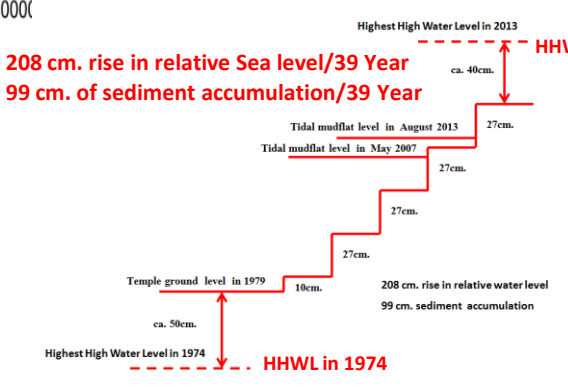 Highest High Water Level in 2013
208 cm. rise in relative Sea level/39 Year
ca. 40cm.
99 cm. of sediment accumulation/39 Year
Tidal mudflat level in August 2013
27cm.
Tidal mudflat level in May 2007
27cm.
27cm.
27cm.
Temple ground level in 1979
10cm.
208 cm. rise in relative water level
99 cm. sediment accumulation
ca. 50cm.
Highest High Water Level in 1974
HHWL in 1974